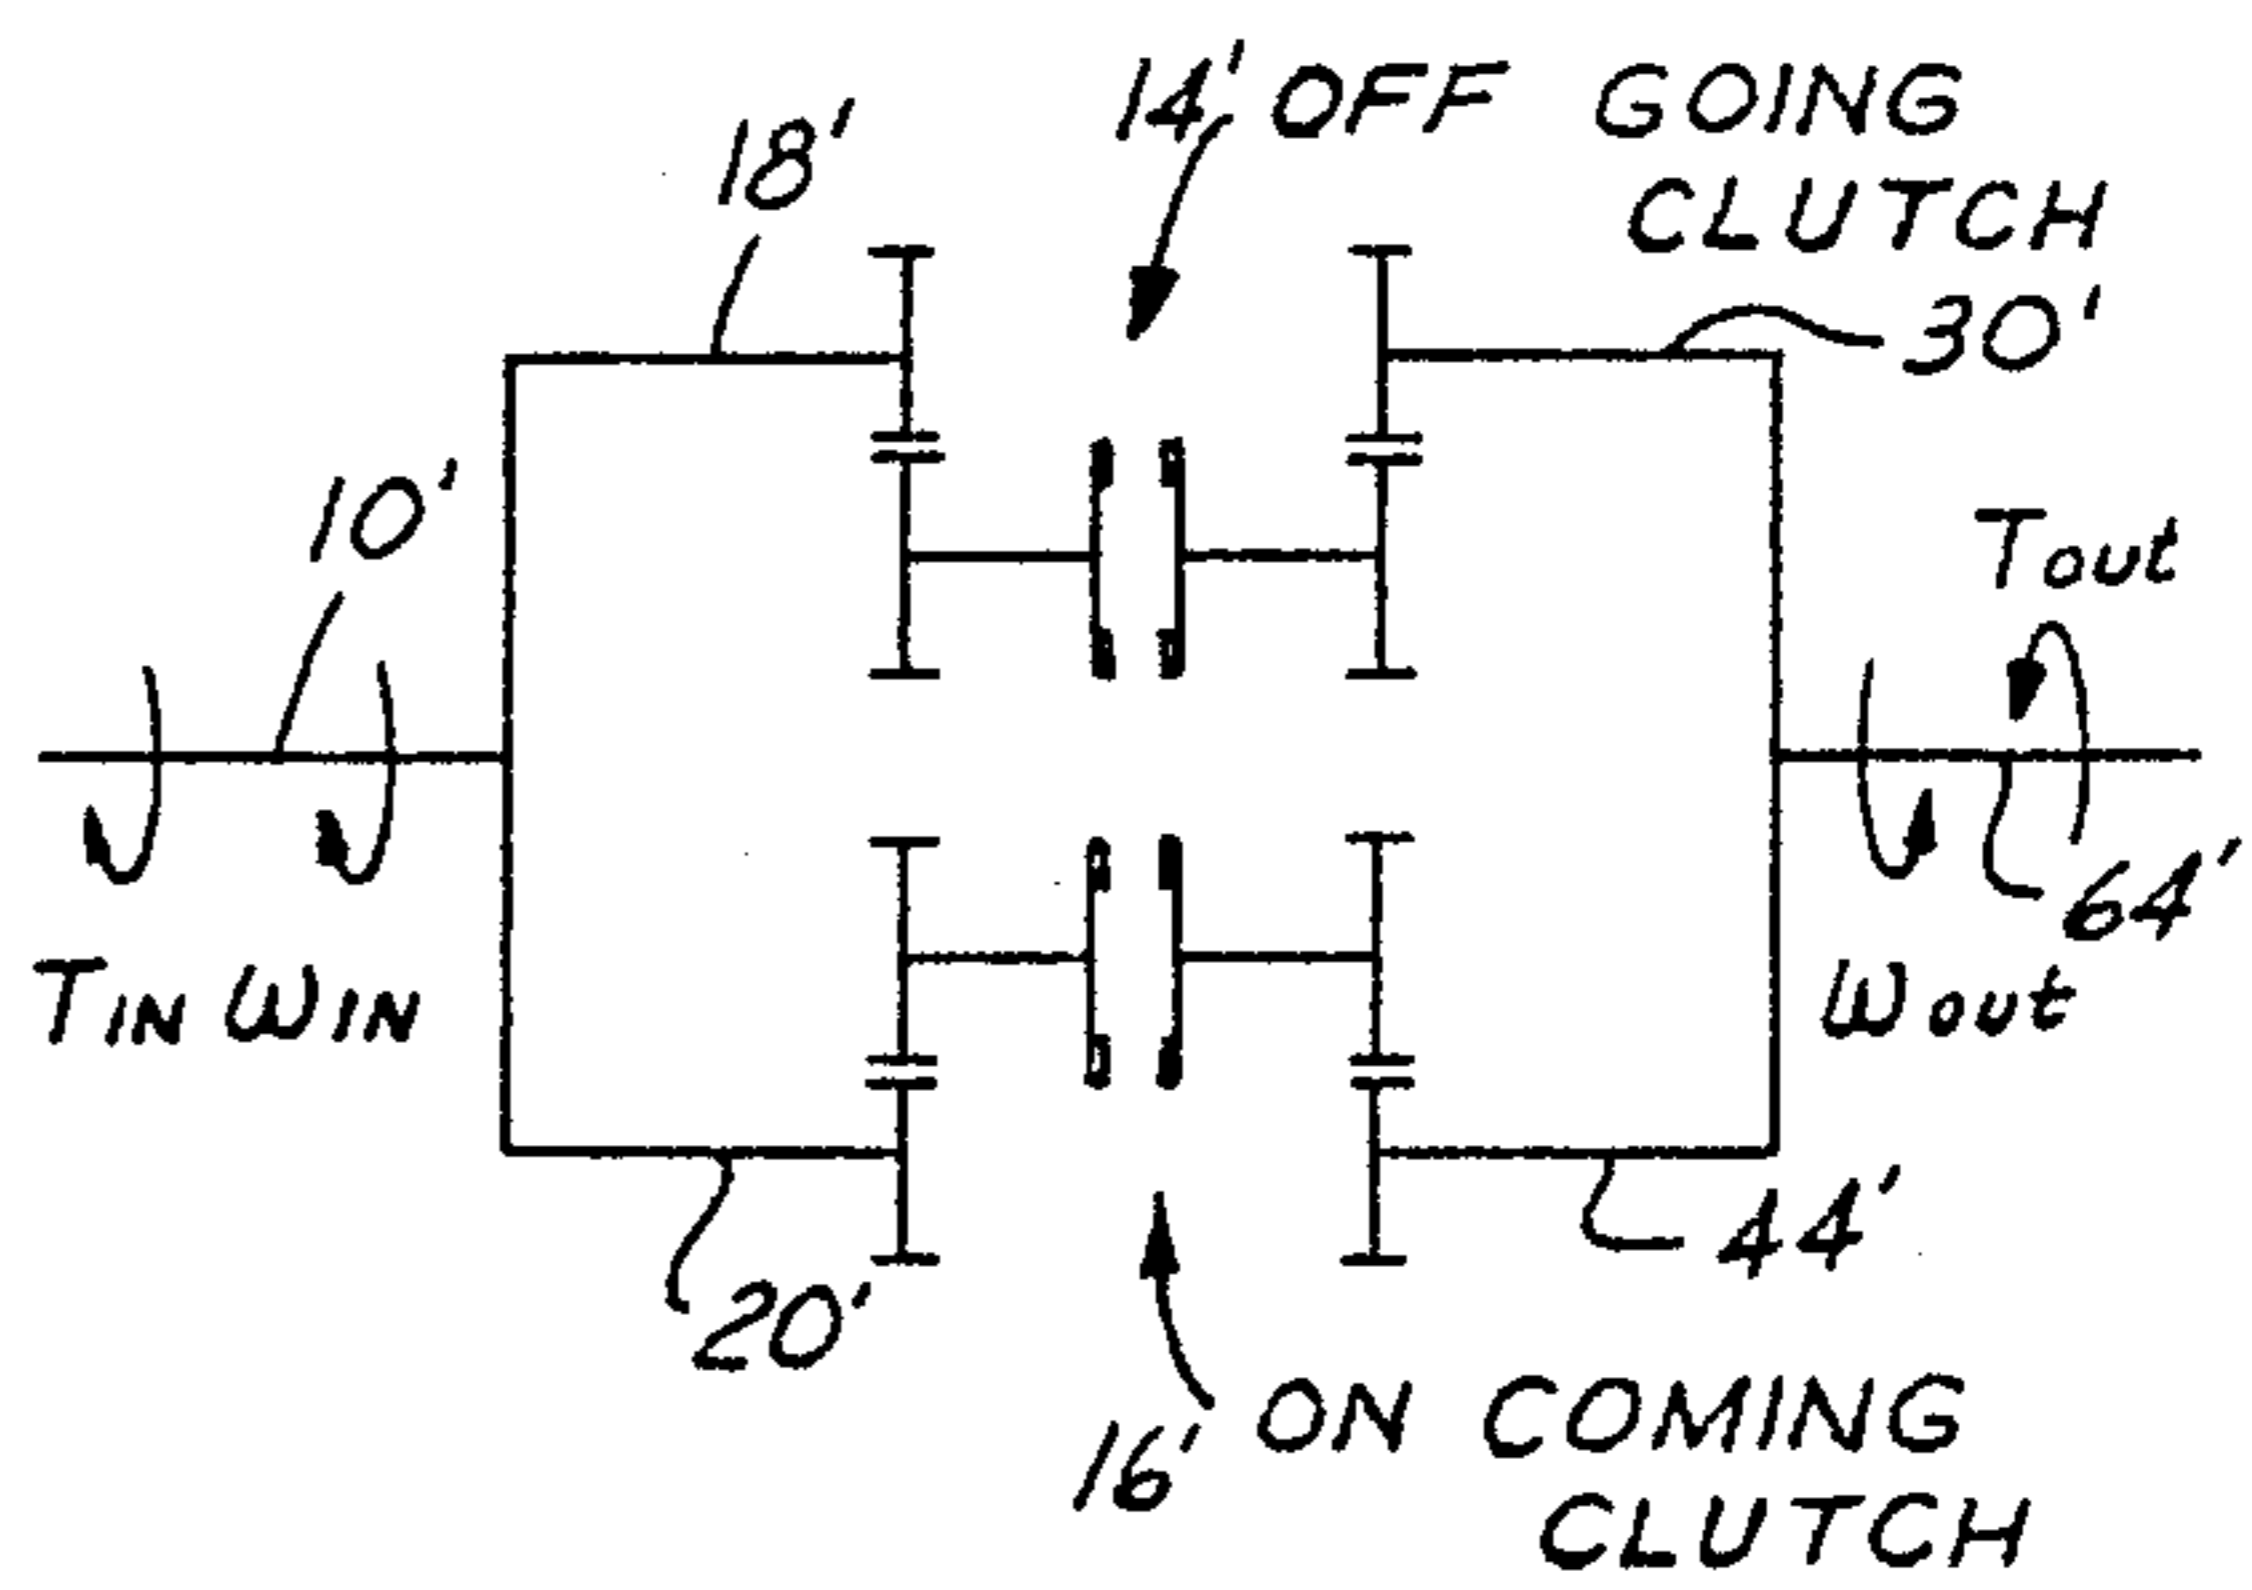 14' OFF GOING
CLUTCH
18'
30'
10'
Tout
64'
TIN WIN
Wout
44'
20'
16' ON COMING
CLUTCH